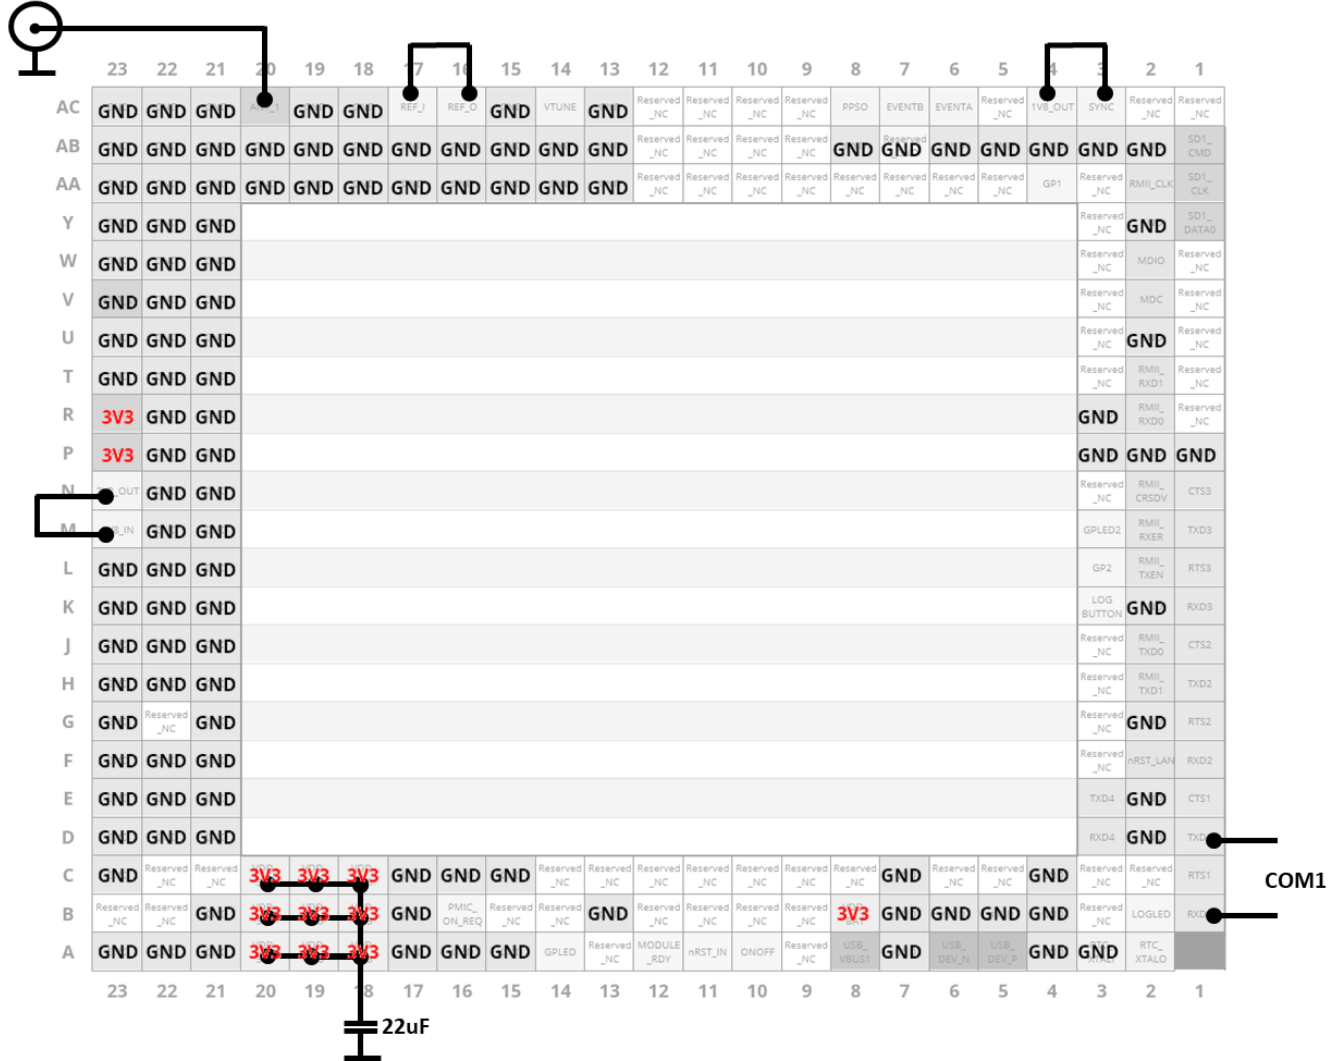 23 22 21 20 19 18 17 16 15 14 13 12 11 10 9 8 7 6 5 4 3 2 1
AC GND GND GND GND GND REF_I REF_O GND VTUNE GND Reserved_NC Reserved_NC Reserved_NC Reserved_NC PPSO EVENTB EVENTA Reserved_NC 1V8_OUT SYNC Reserved_NC Reserved_NC
AB GND GND GND GND GND GND GND GND GND GND GND Reserved_NC Reserved_NC Reserved_NC Reserved_NC GND Reserved_NC GND GND GND GND GND GND SD1_CMD
AA GND GND GND GND GND GND GND GND GND GND GND Reserved_NC Reserved_NC Reserved_NC Reserved_NC Reserved_NC Reserved_NC Reserved_NC Reserved_NC GP1 Reserved_NC RMII_CLK SD1_CLK
Y GND GND GND Reserved_NC GND SD1_DATA0
W GND GND GND Reserved_NC MDIO Reserved_NC
V GND GND GND Reserved_NC MDC Reserved_NC
U GND GND GND Reserved_NC GND Reserved_NC
T GND GND GND Reserved_NC RMII_RXD1 Reserved_NC
R 3V3 GND GND GND RMII_RXD0 Reserved_NC
P 3V3 GND GND GND GND GND
N _OUT GND GND Reserved_NC RMII_CRSDV CTS3
M _IN GND GND GPLED2 RMII_RXER TXD3
L GND GND GND GP2 RMII_TXEN RTS3
K GND GND GND LOG BUTTON GND RXD3
J GND GND GND Reserved_NC RMII_TXD0 CTS2
H GND GND GND Reserved_NC RMII_TXD1 TXD2
G GND Reserved_NC GND Reserved_NC GND RTS2
F GND GND GND Reserved_NC nRST_LAN RXD2
E GND GND GND TXD4 GND CTS1
D GND GND GND RXD4 GND TXD
C GND Reserved_NC Reserved_NC 3V3 3V3 3V3 GND GND GND Reserved_NC Reserved_NC Reserved_NC Reserved_NC Reserved_NC Reserved_NC Reserved_NC GND Reserved_NC Reserved_NC GND Reserved_NC Reserved_NC RTS1
COM1
B Reserved_NC Reserved_NC GND 3V3 3V3 3V3 GND PMIC_ON_REQ Reserved_NC Reserved_NC GND Reserved_NC Reserved_NC Reserved_NC Reserved_NC 3V3 GND GND GND GND Reserved_NC LOGLED RXD
A GND GND GND 3V3 3V3 3V3 GND GND GND GPLED Reserved_NC MODULE_RDY nRST_IN ONOFF Reserved_NC USB_VBUS1 GND USB_DEV_N USB_DEV_P GND GND RTC_XTALO
23 22 21 20 19 18 17 16 15 14 13 12 11 10 9 8 7 6 5 4 3 2 1
22uF